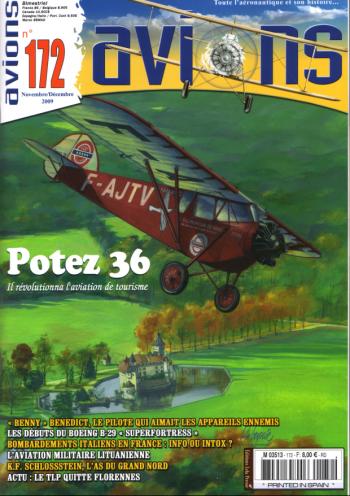 Toute l'aéronautique et son histoire...
Bimestriel
avions
n°
172
avions
Novembre/Décembre
2009
F-AJTV
Potez 36
Il révolutionna l'aviation de tourisme
« BENNY » BENEDICT, LE PILOTE QUI AIMAIT LES APPAREILS ENNEMIS
LES DÉBUTS DU BOEING B-29 « SUPERFORTRESS »
BOMBARDEMENTS ITALIENS EN FRANCE : INFO OU INTOX ?
L'AVIATION MILITAIRE LITUANIENNE
K.F. SCHLOSSSTEIN, L'AS DU GRAND NORD
ACTU : LE TLP QUITTE FLORENNES
PRINTED IN SPAIN